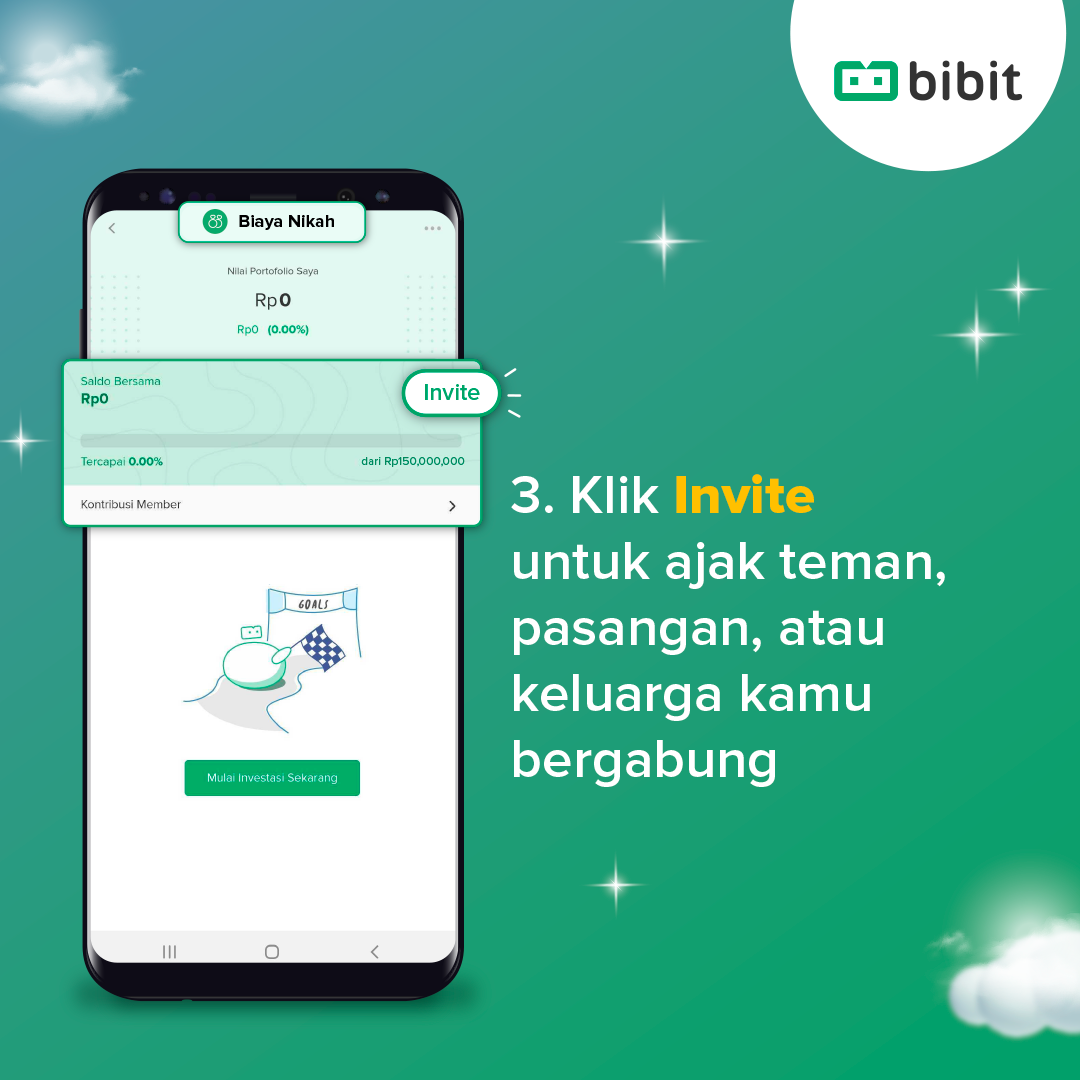 bibit
Biaya Nikah
Nilai Portofolio Saya
Rp0
Rp0 (0.00%)
Saldo Bersama
Rp0
Invite
Tercapai 0.00% dari Rp150,000,000
Kontribusi Member
GOALS
Mulai Investasi Sekarang
3. Klik Invite
untuk ajak teman,
pasangan, atau
keluarga kamu
bergabung